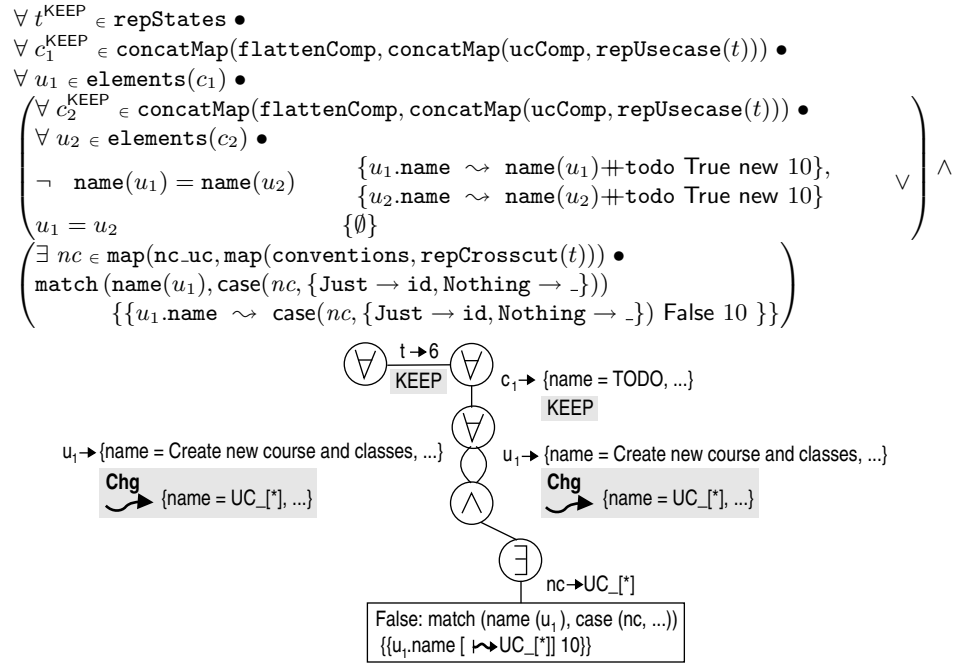 ∀ t^KEEP ∈ repStates •
∀ c₁^KEEP ∈ concatMap(flattenComp, concatMap(ucComp, repUsecase(t))) •
∀ u₁ ∈ elements(c₁) •
(∀ c₂^KEEP ∈ concatMap(flattenComp, concatMap(ucComp, repUsecase(t))) •
∀ u₂ ∈ elements(c₂) •
¬ name(u₁) = name(u₂) {u₁.name ⇝ name(u₁)++todo True new 10},
{u₂.name ⇝ name(u₂)++todo True new 10} ∨
u₁ = u₂ {∅}) ∧
(∃ nc ∈ map(nc_uc, map(conventions, repCrosscut(t))) •
match (name(u₁), case(nc, {Just → id, Nothing → _}))
{{u₁.name ⇝ case(nc, {Just → id, Nothing → _}) False 10 }})
∀ t → 6 ∀
KEEP
c₁→ {name = TODO, ...}
KEEP
∀
u₁→ {name = Create new course and classes, ...}
Chg
{name = UC_[*], ...}
u₁→ {name = Create new course and classes, ...}
Chg
{name = UC_[*], ...}
∧
∃
nc→UC_[*]
False: match (name (u₁), case (nc, ...))
{{u₁.name [ ⇝UC_[*]] 10}}